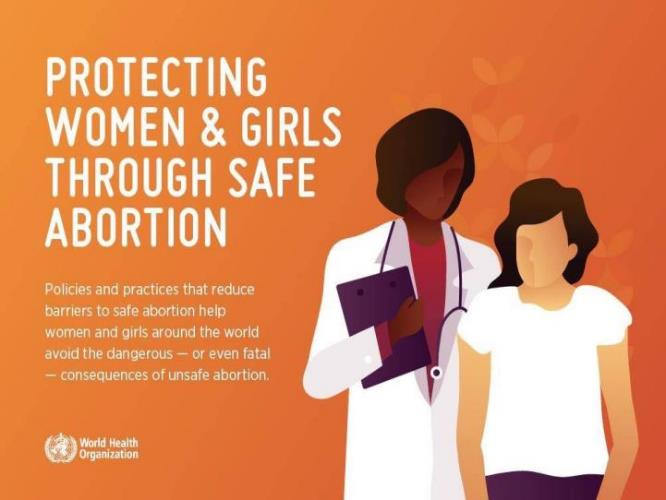 PROTECTING
WOMEN & GIRLS
THROUGH SAFE
ABORTION
Policies and practices that reduce
barriers to safe abortion help
women and girls around the world
avoid the dangerous — or even fatal
— consequences of unsafe abortion.
World Health
Organization